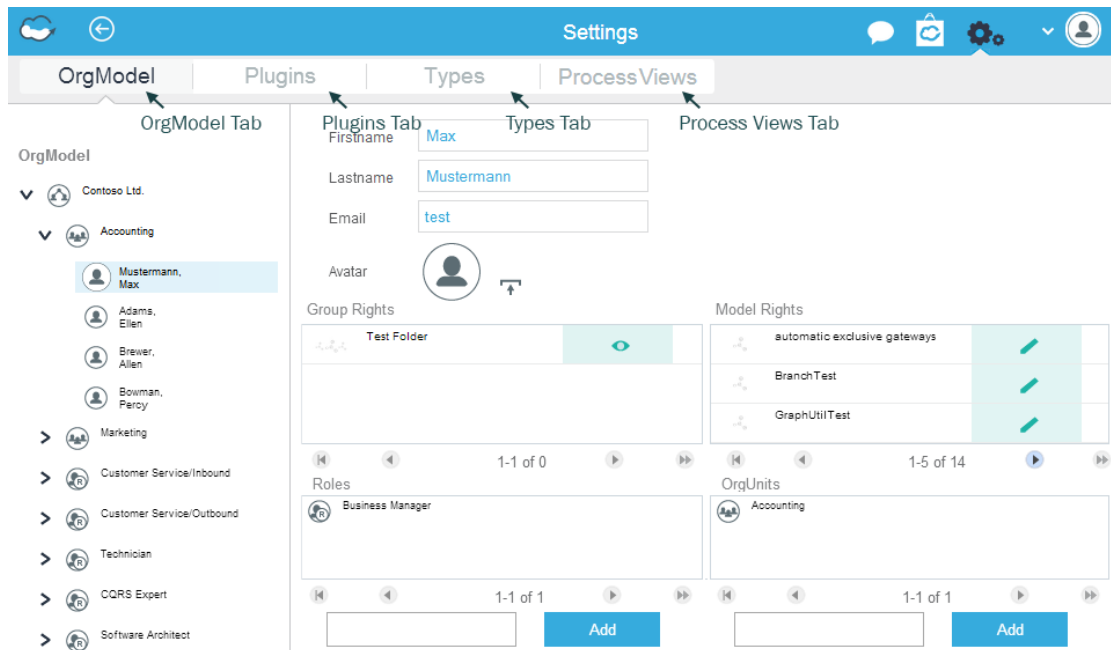 Settings
OrgModel Plugins Types ProcessViews
OrgModel Tab Plugins Tab Types Tab Process Views Tab
OrgModel
Contoso Ltd.
Accounting
Mustermann,
Max
Adams,
Ellen
Brewer,
Allen
Bowman,
Percy
Marketing
Customer Service/Inbound
Customer Service/Outbound
Technician
CQRS Expert
Software Architect
Firstname Max
Lastname Mustermann
Email test
Avatar
Group Rights
Test Folder
1-1 of 0
Model Rights
automatic exclusive gateways
BranchTest
GraphUtilTest
1-5 of 14
Roles
R Business Manager
1-1 of 1
Add
OrgUnits
Accounting
1-1 of 1
Add